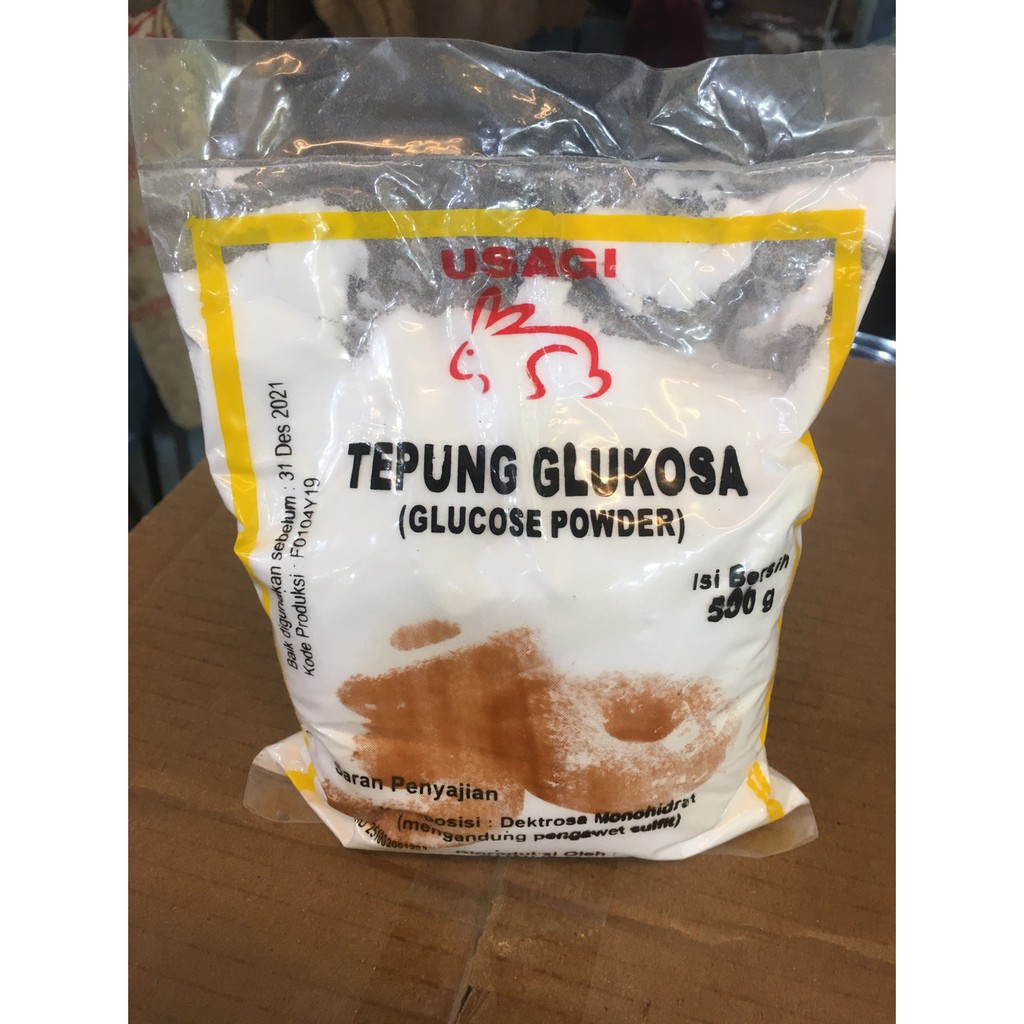 USAGI
TEPUNG GLUKOSA
(GLUCOSE POWDER)
Isi Bersih
500 g
Baik digunakan sebelum : 31 Des 2021
Kode Produksi : F0104Y19
Saran Penyajian
: Dektrosa Monohidrat
(mengandung pengawet sulfit)
Oleh :